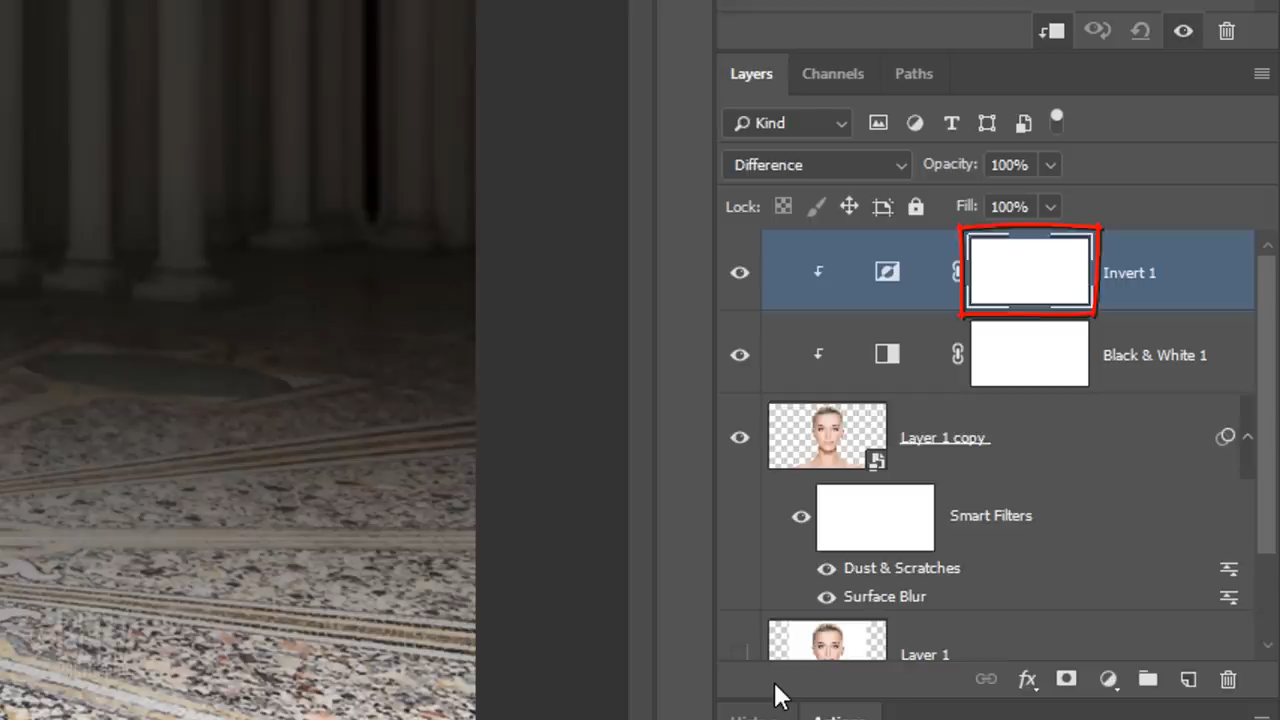 Layers Channels Paths
Kind
Difference Opacity: 100%
Lock: Fill: 100%
Invert 1
Black & White 1
Layer 1 copy
Smart Filters
Dust & Scratches
Surface Blur
Layer 1
fx